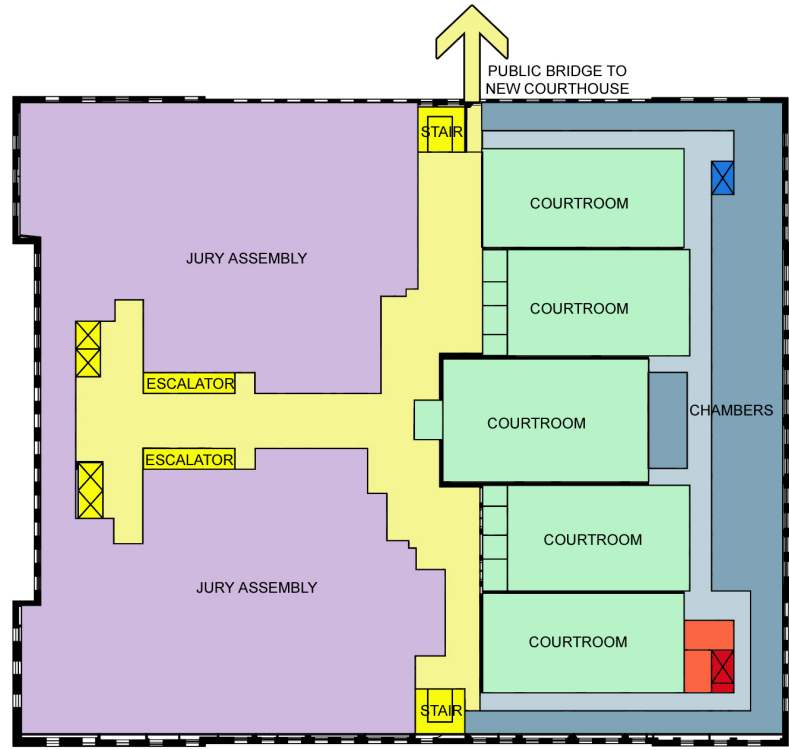 PUBLIC BRIDGE TO
NEW COURTHOUSE
STAIR
COURTROOM
JURY ASSEMBLY
COURTROOM
ESCALATOR
CHAMBERS
COURTROOM
ESCALATOR
COURTROOM
JURY ASSEMBLY
COURTROOM
STAIR